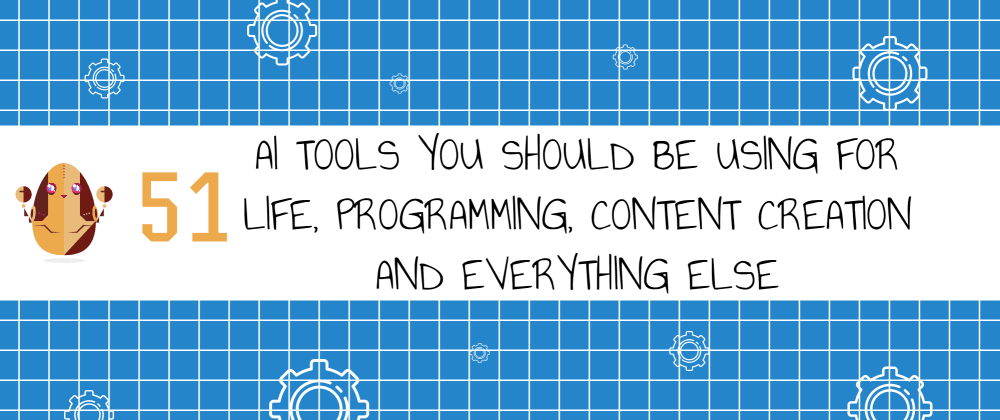 51
AI TOOLS YOU SHOULD BE USING FOR
LIFE, PROGRAMMING, CONTENT CREATION
AND EVERYTHING ELSE